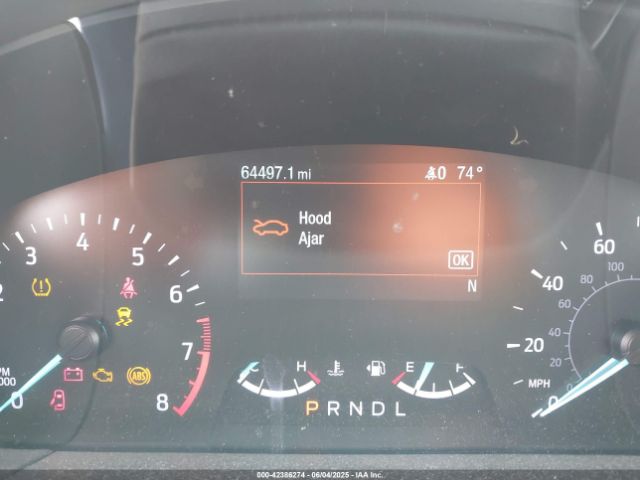 64497.1 mi
0 74°
Hood
Ajar
OK
N
3 4 5 6 7 8
0
ABS
C H E F
P R N D L
0 20 40 60
20 40 60 80 100
MPH
000-42386274 - 06/04/2025 - IAA Inc.